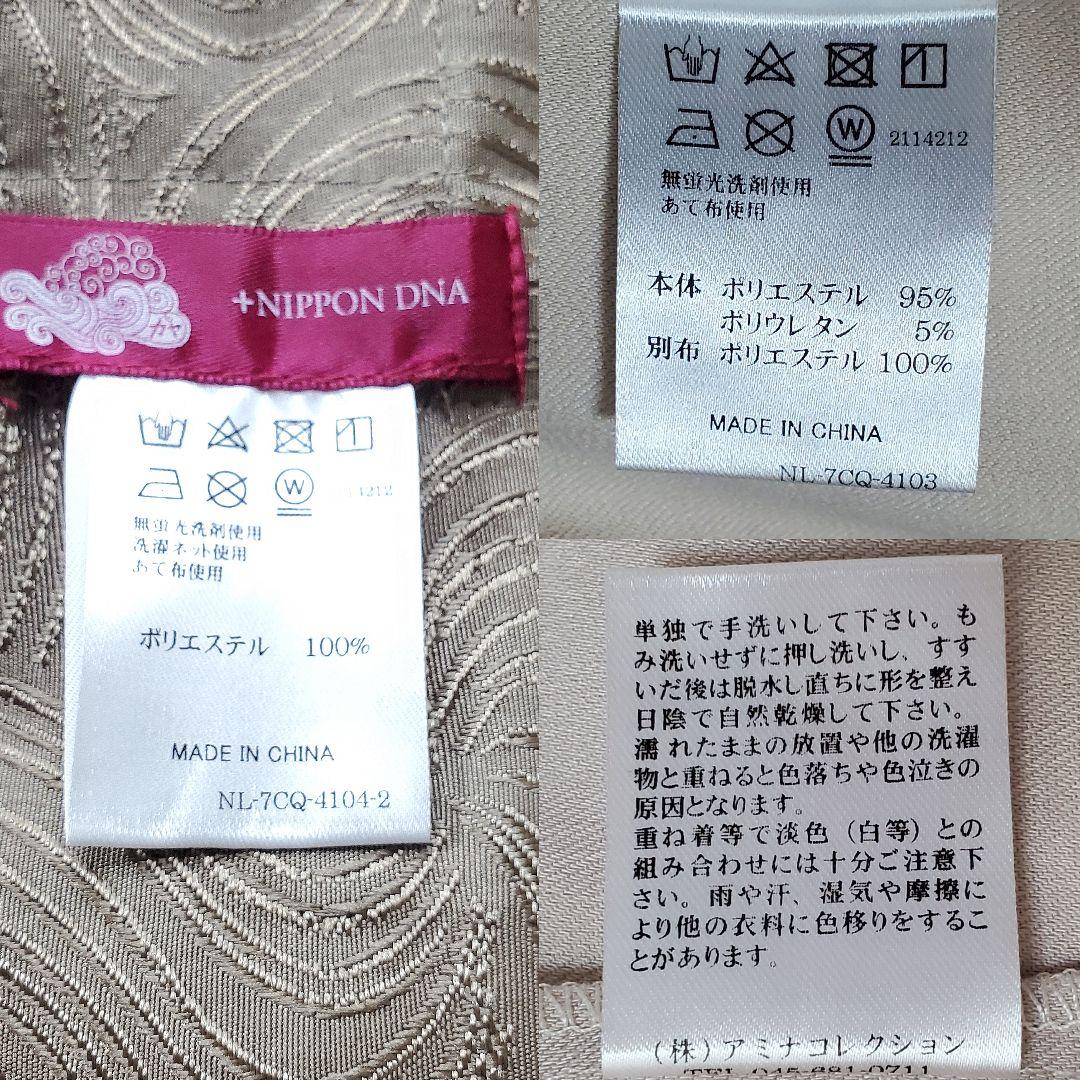 カヤ
+NIPPON DNA
W
無蛍光洗剤使用
洗濯ネット使用
あて布使用
ポリエステル 100%
MADE IN CHINA
NL-7CQ-4104-2
W 2114212
無蛍光洗剤使用
あて布使用
本体 ポリエステル 95%
ポリウレタン 5%
別布 ポリエステル 100%
MADE IN CHINA
NL-7CQ-4103
単独で手洗いして下さい。も
み洗いせずに押し洗いし、すす
いだ後は脱水し直ちに形を整え
日陰で自然乾燥して下さい。
濡れたままの放置や他の洗濯
物と重ねると色落ちや色泣きの
原因となります。
重ね着等で淡色（白等）との
組み合わせには十分ご注意下
さい。雨や汗、湿気や摩擦に
より他の衣料に色移りをするこ
とがあります。
（株）アミナコレクション
TEL 045-681-0711